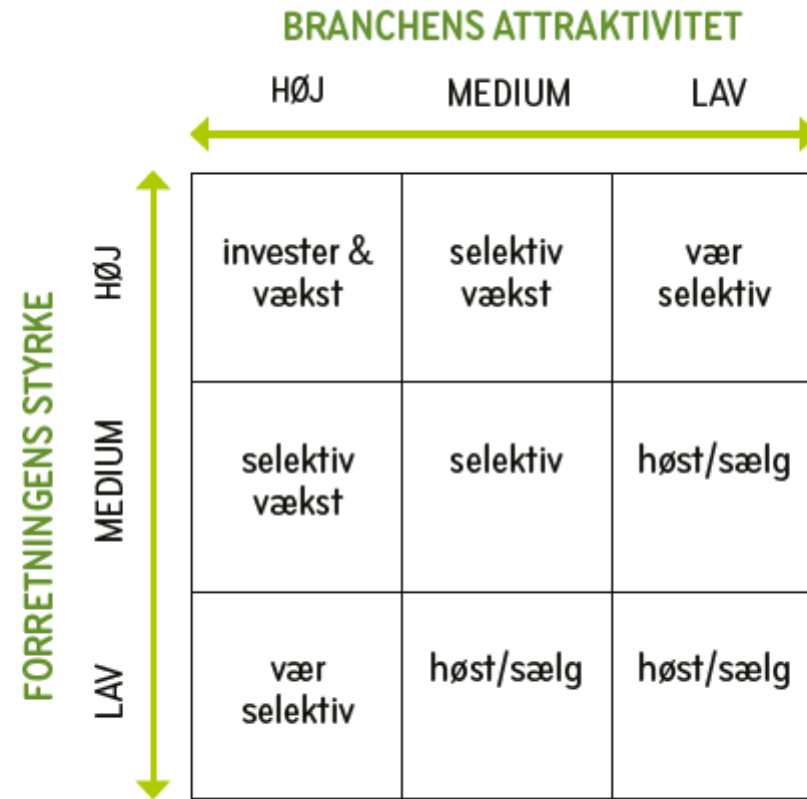 BRANCHENS ATTRAKTIVITET
HØJ MEDIUM LAV
FORRETNINGENS STYRKE
HØJ
invester &
vækst
selektiv
vækst
vær
selektiv
MEDIUM
selektiv
vækst
selektiv
høst/sælg
LAV
vær
selektiv
høst/sælg
høst/sælg